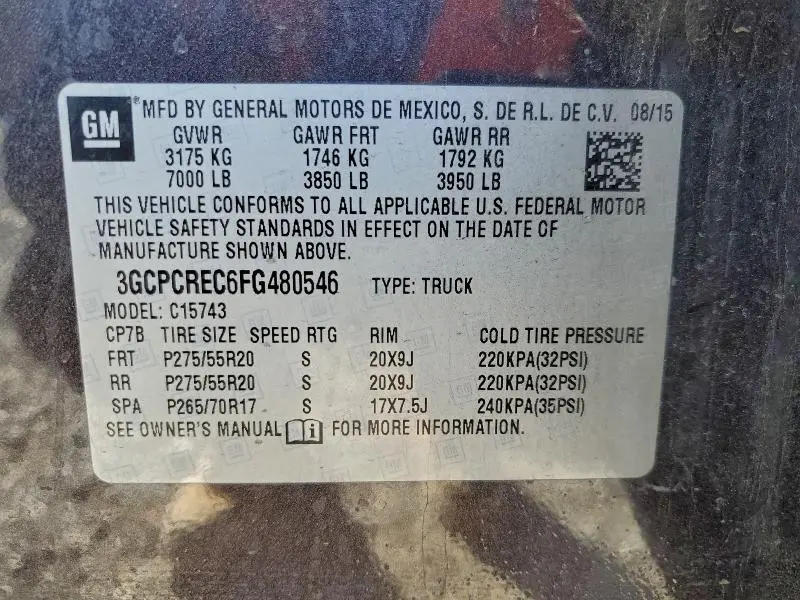 GM MFD BY GENERAL MOTORS DE MEXICO, S. DE R.L. DE C.V. 08/15
GVWR GAWR FRT GAWR RR
3175 KG 1746 KG 1792 KG
7000 LB 3850 LB 3950 LB
THIS VEHICLE CONFORMS TO ALL APPLICABLE U.S. FEDERAL MOTOR
VEHICLE SAFETY STANDARDS IN EFFECT ON THE DATE OF
MANUFACTURE SHOWN ABOVE.
3GCPCREC6FG480546 TYPE: TRUCK
MODEL: C15743
CP7B TIRE SIZE SPEED RTG RIM COLD TIRE PRESSURE
FRT P275/55R20 S 20X9J 220KPA(32PSI)
RR P275/55R20 S 20X9J 220KPA(32PSI)
SPA P265/70R17 S 17X7.5J 240KPA(35PSI)
SEE OWNER'S MANUAL i FOR MORE INFORMATION.